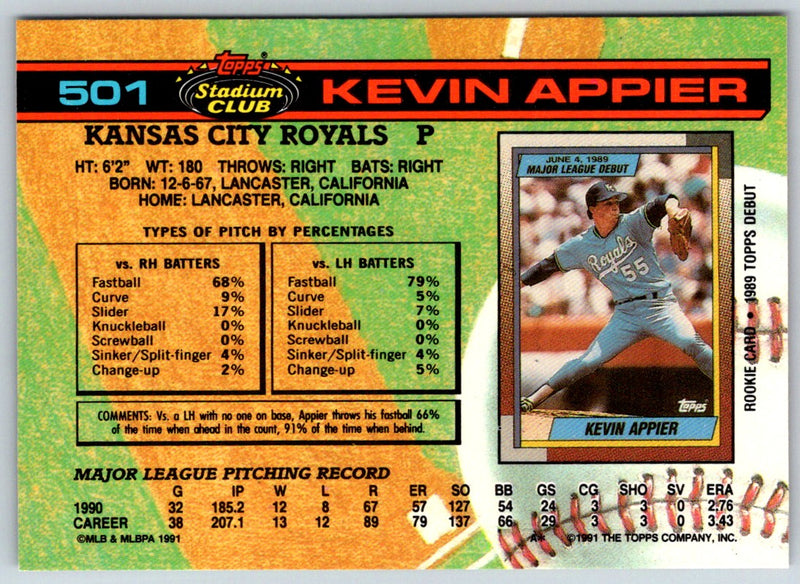 501 Topps® Stadium CLUB KEVIN APPIER
KANSAS CITY ROYALS P
HT: 6'2" WT: 180 THROWS: RIGHT BATS: RIGHT
BORN: 12-6-67, LANCASTER, CALIFORNIA
HOME: LANCASTER, CALIFORNIA
TYPES OF PITCH BY PERCENTAGES
vs. RH BATTERS
Fastball 68%
Curve 9%
Slider 17%
Knuckleball 0%
Screwball 0%
Sinker/Split-finger 4%
Change-up 2%
vs. LH BATTERS
Fastball 79%
Curve 5%
Slider 7%
Knuckleball 0%
Screwball 0%
Sinker/Split-finger 4%
Change-up 5%
COMMENTS: Vs. a LH with no one on base, Appier throws his fastball 66%
of the time when ahead in the count, 91% of the time when behind.
JUNE 4, 1989
MAJOR LEAGUE DEBUT
Royals
55
Topps
KEVIN APPIER
ROOKIE CARD • 1989 TOPPS DEBUT
MAJOR LEAGUE PITCHING RECORD
G IP W L R ER SO BB GS CG SHO SV ERA
1990 32 185.2 12 8 67 57 127 54 24 3 3 0 2.76
CAREER 38 207.1 13 12 89 79 137 66 29 3 3 0 3.43
©MLB & MLBPA 1991 A* ©1991 THE TOPPS COMPANY, INC.